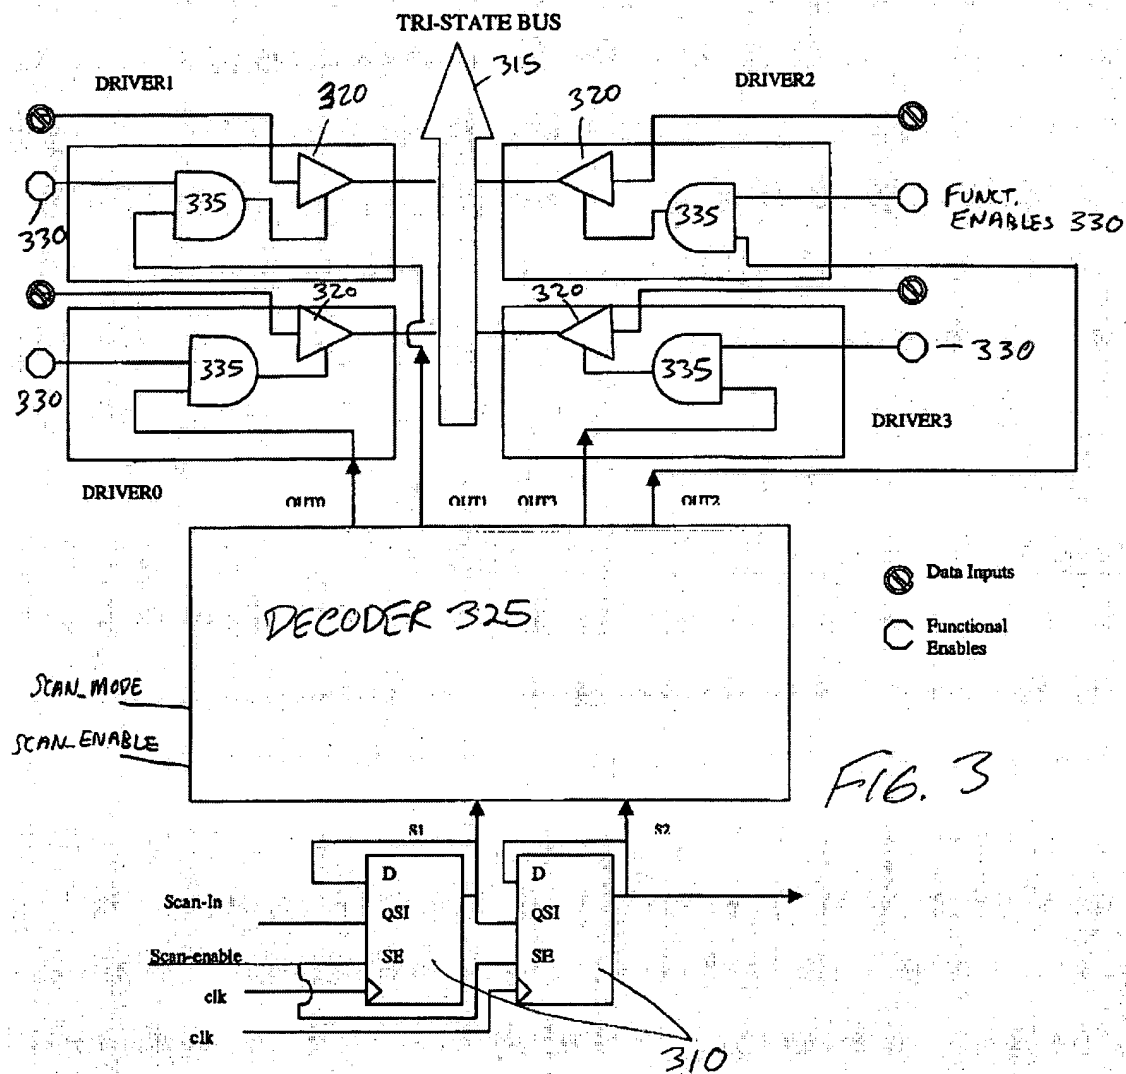 TRI-STATE BUS
315
DRIVER1
320
DRIVER2
320
335
335
330
FUNCT.
ENABLES 330
320
320
335
335
330
330
DRIVER3
DRIVER0
OUT0
OUT1
OUT3
OUT2
DECODER 325
Data Inputs
Functional
Enables
SCAN_MODE
SCAN_ENABLE
FIG. 3
S1
S2
D
D
Scan-In
QSI
QSI
Scan-enable
SE
SE
clk
clk
310